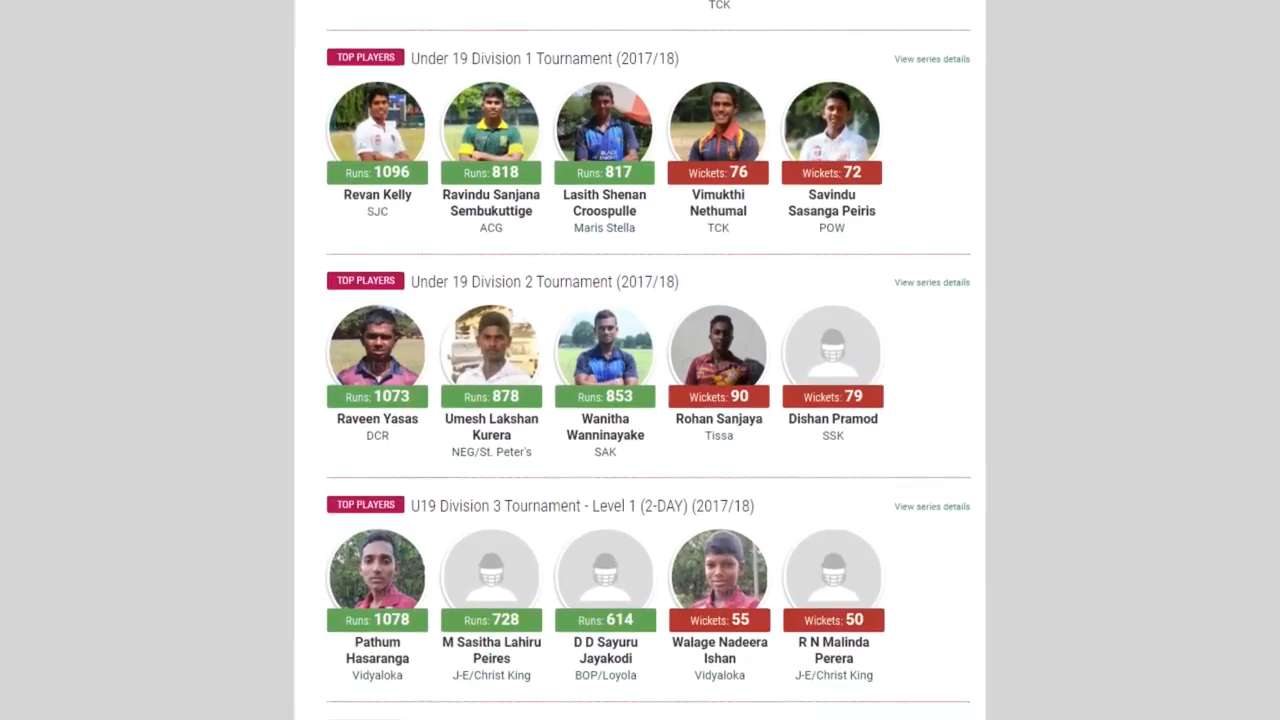 TCK
TOP PLAYERS Under 19 Division 1 Tournament (2017/18) View series details
Runs: 1096 Runs: 818 Runs: 817 Wickets: 76 Wickets: 72
Revan Kelly Ravindu Sanjana Lasith Shenan Vimukthi Savindu
Sembukuttige Croospulle Nethumal Sasanga Peiris
SJC ACG Maris Stella TCK POW
TOP PLAYERS Under 19 Division 2 Tournament (2017/18) View series details
Runs: 1073 Runs: 878 Runs: 853 Wickets: 90 Wickets: 79
Raveen Yasas Umesh Lakshan Wanitha Rohan Sanjaya Dishan Pramod
Kurera Wanninayake
DCR NEG/St. Peter's SAK Tissa SSK
TOP PLAYERS U19 Division 3 Tournament - Level 1 (2-DAY) (2017/18) View series details
Runs: 1078 Runs: 728 Runs: 614 Wickets: 55 Wickets: 50
Pathum M Sasitha Lahiru D D Sayuru Walage Nadeera R N Malinda
Hasaranga Peires Jayakodi Ishan Perera
Vidyaloka J-E/Christ King BOP/Loyola Vidyaloka J-E/Christ King